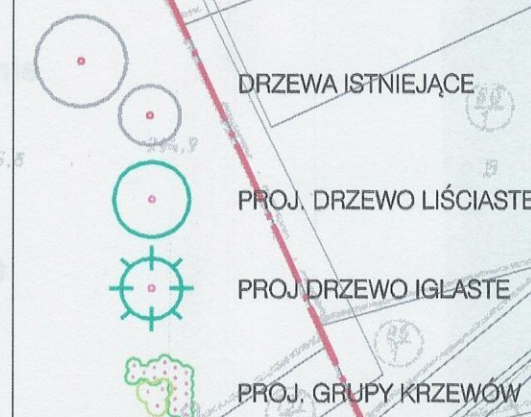 DRZEWA ISTNIEJĄCE
PROJ. DRZEWO LIŚCIASTE
PROJ.DRZEWO IGLASTE
PROJ. GRUPY KRZEWÓW